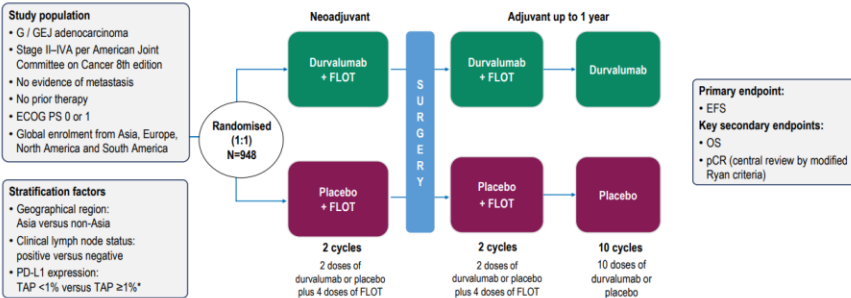 Study population
• G / GEJ adenocarcinoma
• Stage II–IVA per American Joint
Committee on Cancer 8th edition
• No evidence of metastasis
• No prior therapy
• ECOG PS 0 or 1
• Global enrolment from Asia, Europe,
North America and South America
Stratification factors
• Geographical region:
Asia versus non-Asia
• Clinical lymph node status:
positive versus negative
• PD-L1 expression:
TAP <1% versus TAP ≥1%*
Randomised
(1:1)
N=948
Neoadjuvant
Durvalumab
+ FLOT
Placebo
+ FLOT
2 cycles
2 doses of
durvalumab or placebo
plus 4 doses of FLOT
SURGERY
Adjuvant up to 1 year
Durvalumab
+ FLOT
Durvalumab
Placebo
+ FLOT
Placebo
2 cycles
2 doses of
durvalumab or placebo
plus 4 doses of FLOT
10 cycles
10 doses of
durvalumab or
placebo
Primary endpoint:
• EFS
Key secondary endpoints:
• OS
• pCR (central review by modified
Ryan criteria)